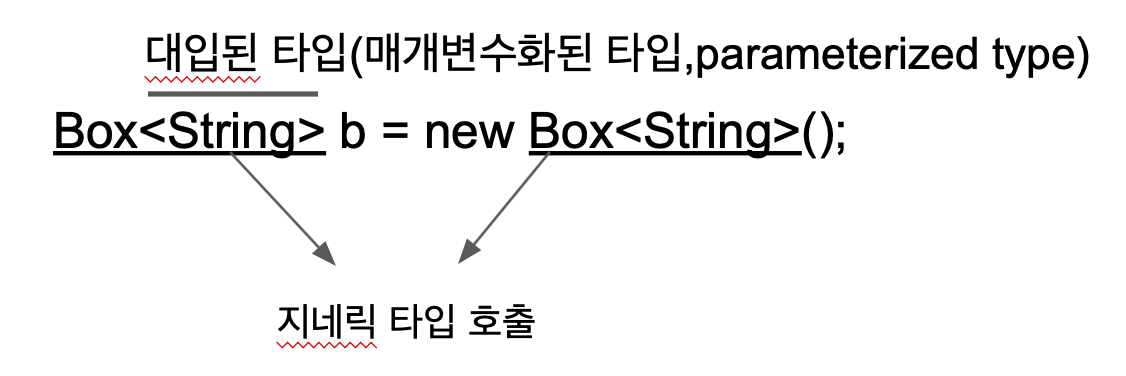 대입된 타입(매개변수화된 타입,parameterized type)
Box<String> b = new Box<String>();
지네릭 타입 호출